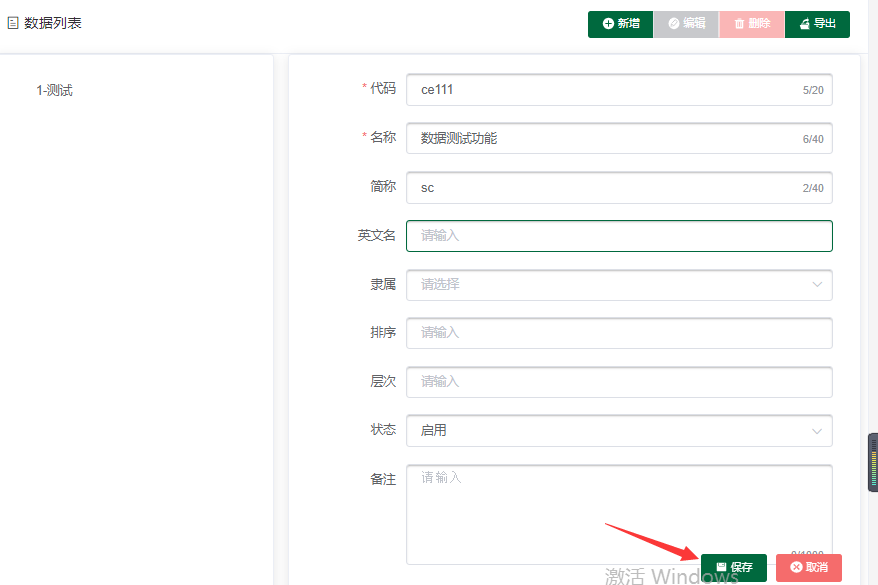 数据列表
新增 编辑 删除 导出
1-测试
* 代码 ce111 5/20
* 名称 数据测试功能 6/40
简称 sc 2/40
英文名 请输入
隶属 请选择
排序 请输入
层次 请输入
状态 启用
备注 请输入
保存 取消
激活 Windows